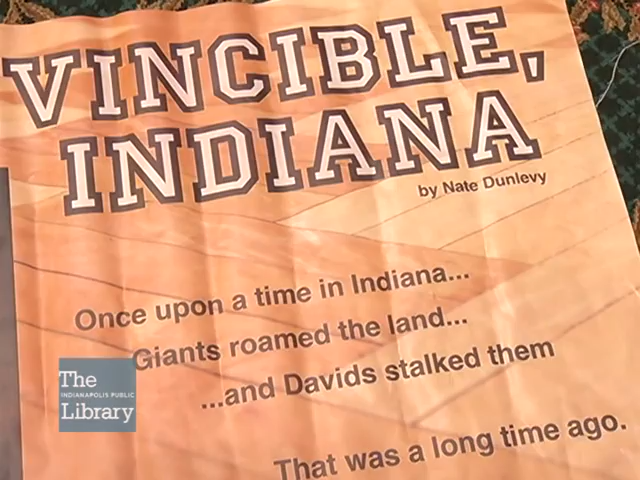 VINCIBLE,
INDIANA
by Nate Dunlevy
Once upon a time in Indiana...
Giants roamed the land...
...and Davids stalked them
That was a long time ago.
The
INDIANAPOLIS PUBLIC
Library